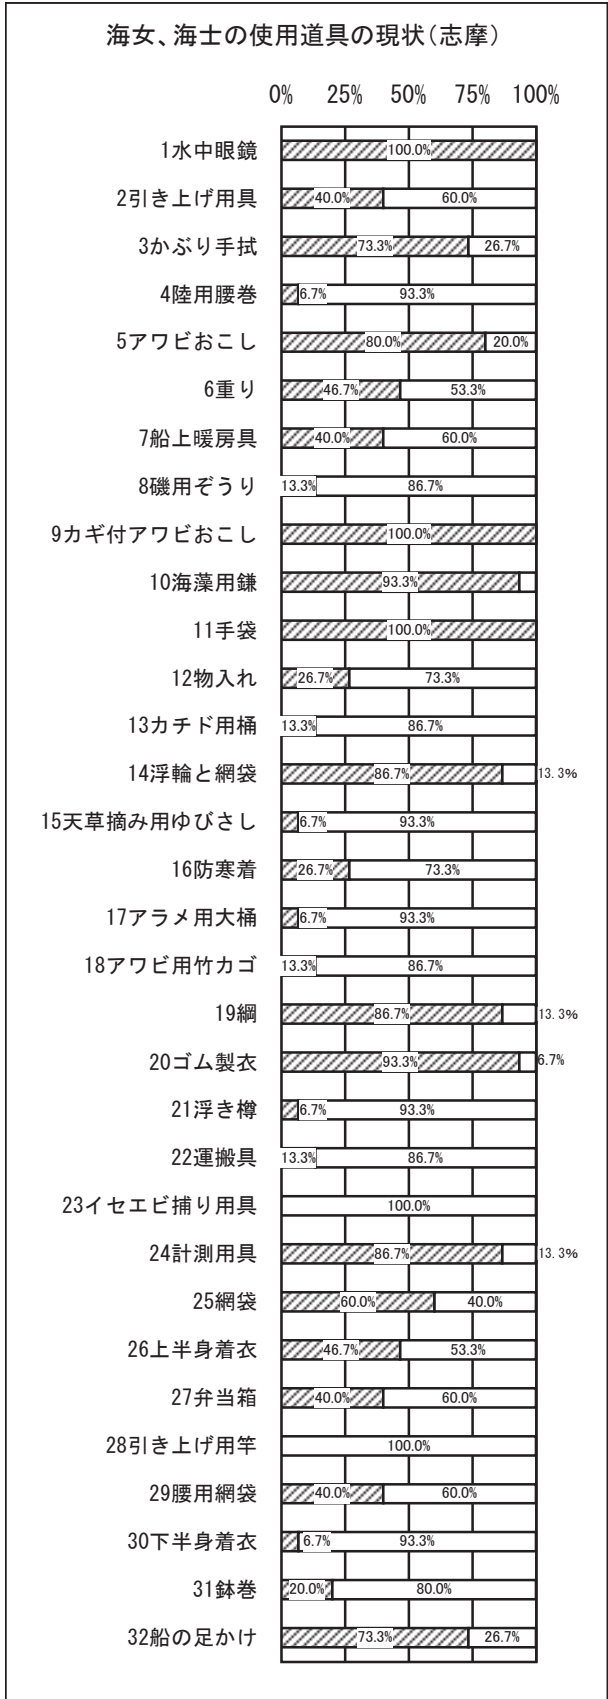 海女、海士の使用道具の現状(志摩)
0% 25% 50% 75% 100%
1水中眼鏡 100.0%
2引き上げ用具 40.0% 60.0%
3かぶり手拭 73.3% 26.7%
4陸用腰巻 6.7% 93.3%
5アワビおこし 80.0% 20.0%
6重り 46.7% 53.3%
7船上暖房具 40.0% 60.0%
8磯用ぞうり 13.3% 86.7%
9カギ付アワビおこし 100.0%
10海藻用鎌 93.3%
11手袋 100.0%
12物入れ 26.7% 73.3%
13カチド用桶 13.3% 86.7%
14浮輪と網袋 86.7% 13.3%
15天草摘み用ゆびさし 6.7% 93.3%
16防寒着 26.7% 73.3%
17アラメ用大桶 6.7% 93.3%
18アワビ用竹カゴ 13.3% 86.7%
19綱 86.7% 13.3%
20ゴム製衣 93.3% 6.7%
21浮き樽 6.7% 93.3%
22運搬具 13.3% 86.7%
23イセエビ捕り用具 100.0%
24計測用具 86.7% 13.3%
25網袋 60.0% 40.0%
26上半身着衣 46.7% 53.3%
27弁当箱 40.0% 60.0%
28引き上げ用竿 100.0%
29腰用網袋 40.0% 60.0%
30下半身着衣 6.7% 93.3%
31鉢巻 20.0% 80.0%
32船の足かけ 73.3% 26.7%